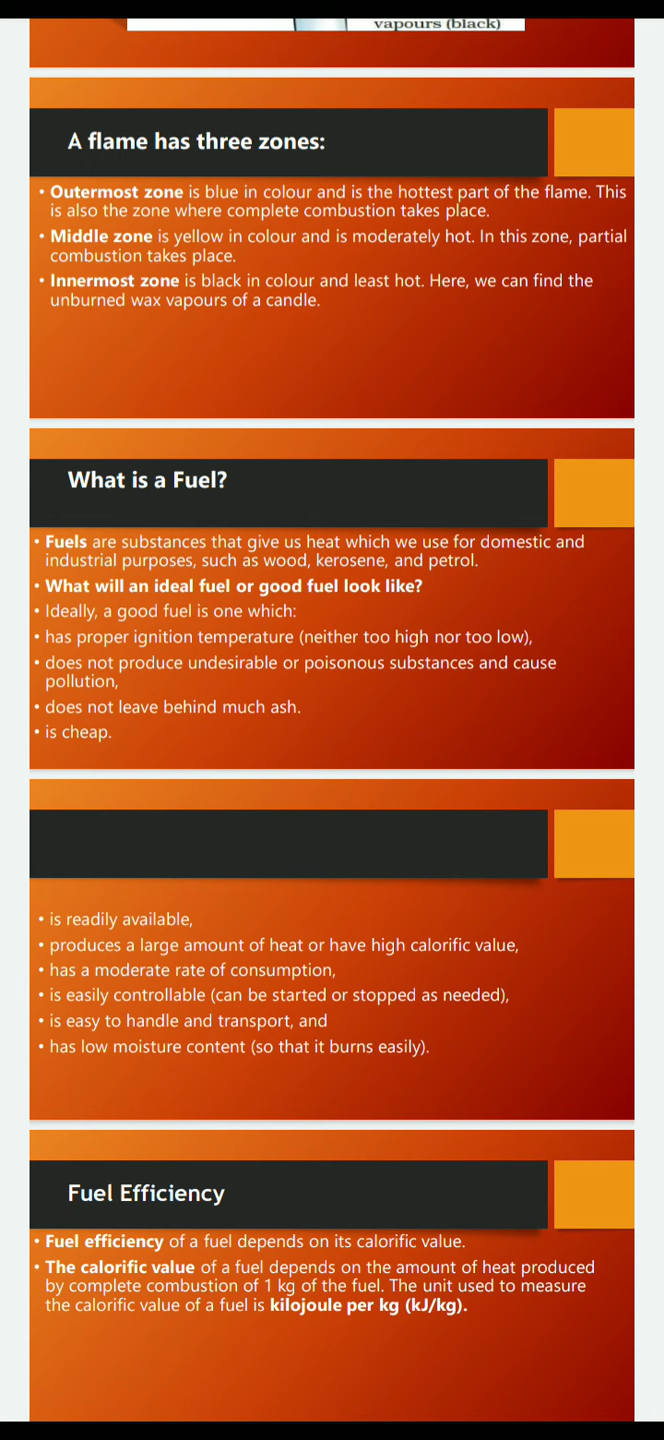 vapours (black)
A flame has three zones:
• Outermost zone is blue in colour and is the hottest part of the flame. This
is also the zone where complete combustion takes place.
• Middle zone is yellow in colour and is moderately hot. In this zone, partial
combustion takes place.
• Innermost zone is black in colour and least hot. Here, we can find the
unburned wax vapours of a candle.
What is a Fuel?
• Fuels are substances that give us heat which we use for domestic and
industrial purposes, such as wood, kerosene, and petrol.
• What will an ideal fuel or good fuel look like?
• Ideally, a good fuel is one which:
• has proper ignition temperature (neither too high nor too low),
• does not produce undesirable or poisonous substances and cause
pollution,
• does not leave behind much ash.
• is cheap.
• is readily available,
• produces a large amount of heat or have high calorific value,
• has a moderate rate of consumption,
• is easily controllable (can be started or stopped as needed),
• is easy to handle and transport, and
• has low moisture content (so that it burns easily).
Fuel Efficiency
• Fuel efficiency of a fuel depends on its calorific value.
• The calorific value of a fuel depends on the amount of heat produced
by complete combustion of 1 kg of the fuel. The unit used to measure
the calorific value of a fuel is kilojoule per kg (kJ/kg).